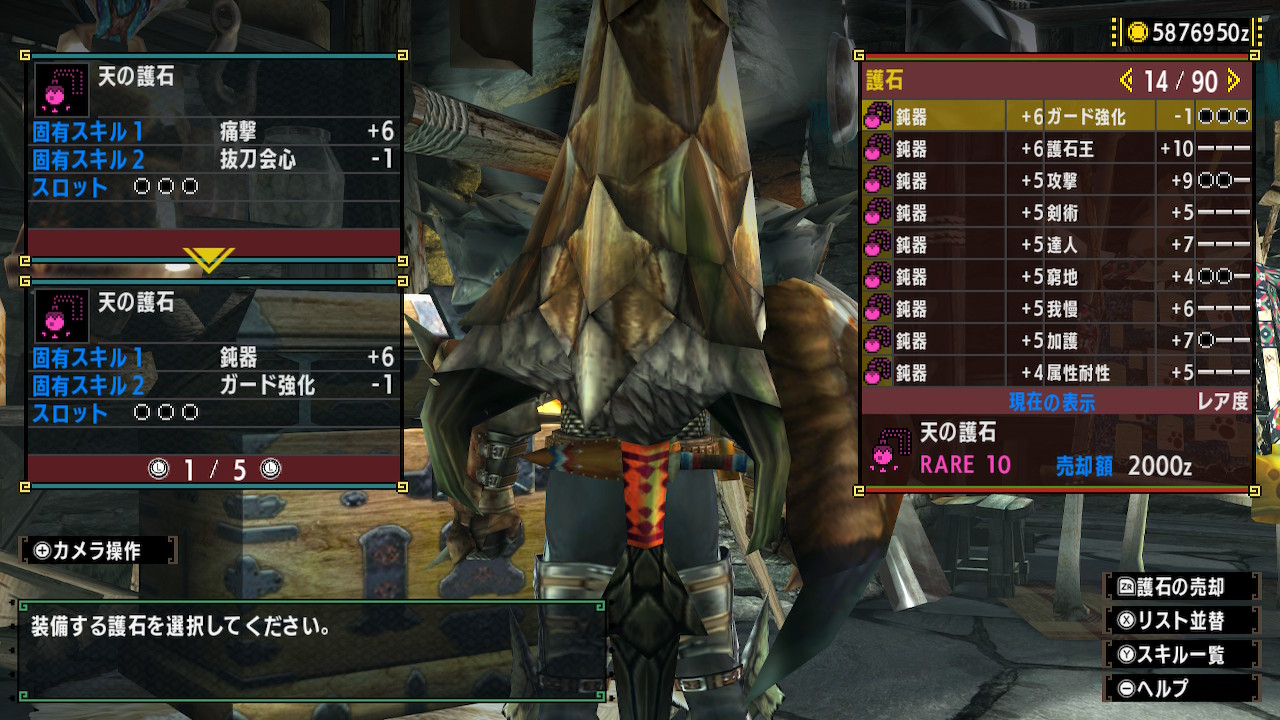 5876950z
天の護石
固有スキル1 痛撃 +6
固有スキル2 抜刀会心 -1
スロット ○○○
天の護石
固有スキル1 鈍器 +6
固有スキル2 ガード強化 -1
スロット ○○○
1 / 5
護石 14 / 90
鈍器 +6 ガード強化 -1 ○○○
鈍器 +6 護石王 +10 ---
鈍器 +5 攻撃 +9 ○○-
鈍器 +5 剣術 +5 ---
鈍器 +5 達人 +7 ---
鈍器 +5 窮地 +4 ○○-
鈍器 +5 我慢 +6 ---
鈍器 +5 加護 +7 ○--
鈍器 +4 属性耐性 +5 ---
現在の表示 レア度
天の護石
RARE 10 売却額 2000z
カメラ操作
装備する護石を選択してください。
ZR護石の売却
Xリスト並替
Yスキル一覧
ヘルプ